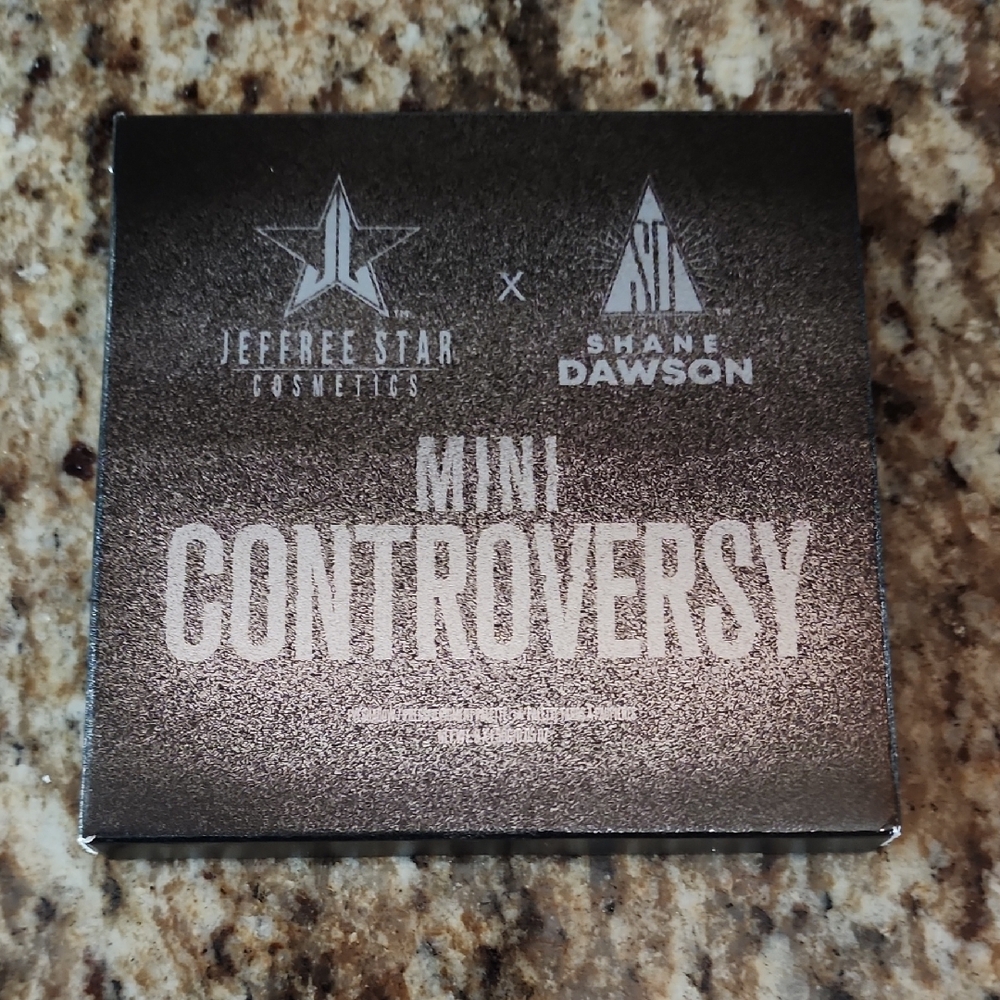 JEFFREE STAR
COSMETICS
X
SHANE
DAWSON
MINI
CONTROVERSY